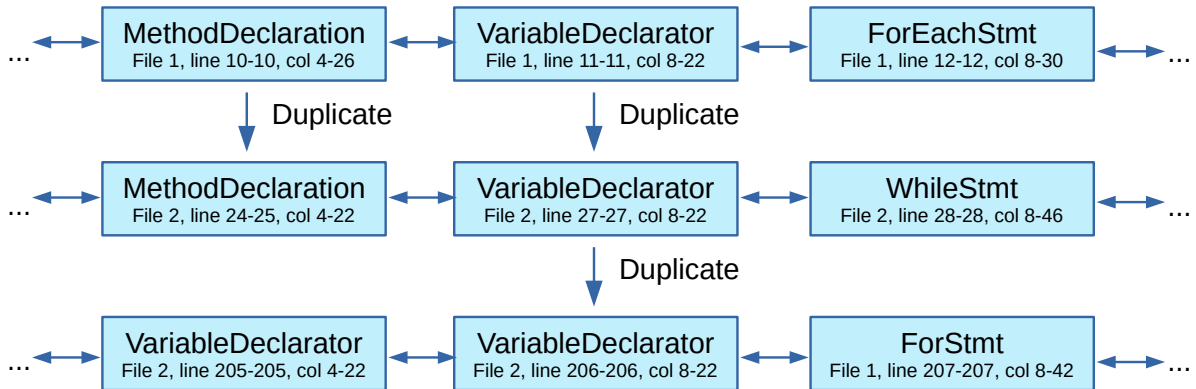 ... MethodDeclaration VariableDeclarator ForEachStmt ...
File 1, line 10-10, col 4-26 File 1, line 11-11, col 8-22 File 1, line 12-12, col 8-30
Duplicate Duplicate
... MethodDeclaration VariableDeclarator WhileStmt ...
File 2, line 24-25, col 4-22 File 2, line 27-27, col 8-22 File 2, line 28-28, col 8-46
Duplicate
... VariableDeclarator VariableDeclarator ForStmt ...
File 2, line 205-205, col 4-22 File 2, line 206-206, col 8-22 File 1, line 207-207, col 8-42